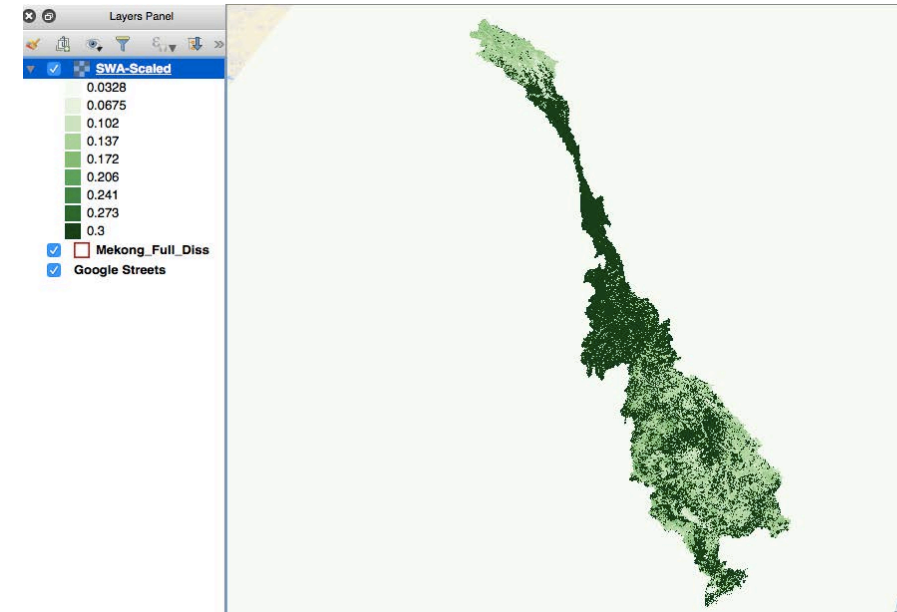 Layers Panel
SWA-Scaled
0.0328
0.0675
0.102
0.137
0.172
0.206
0.241
0.273
0.3
Mekong_Full_Diss
Google Streets